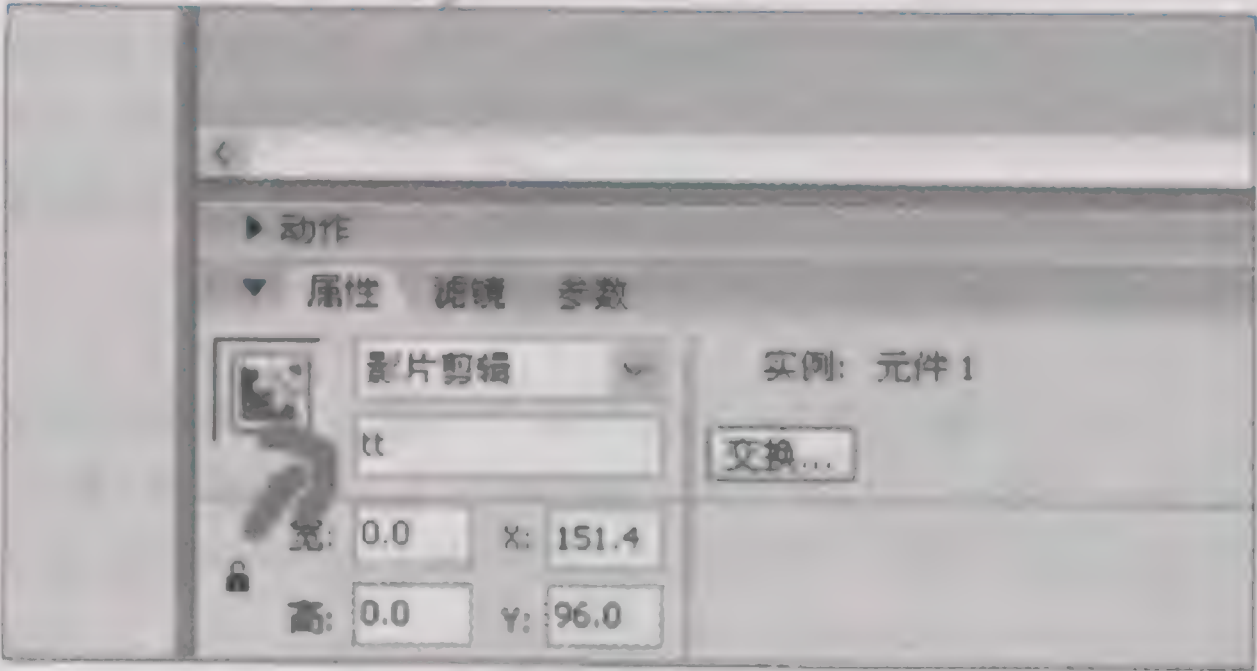 动作
属性 滤镜 参数
影片剪辑 实例: 元件 1
tt 交换...
宽: 0.0 X: 151.4
高: 0.0 Y: 96.0